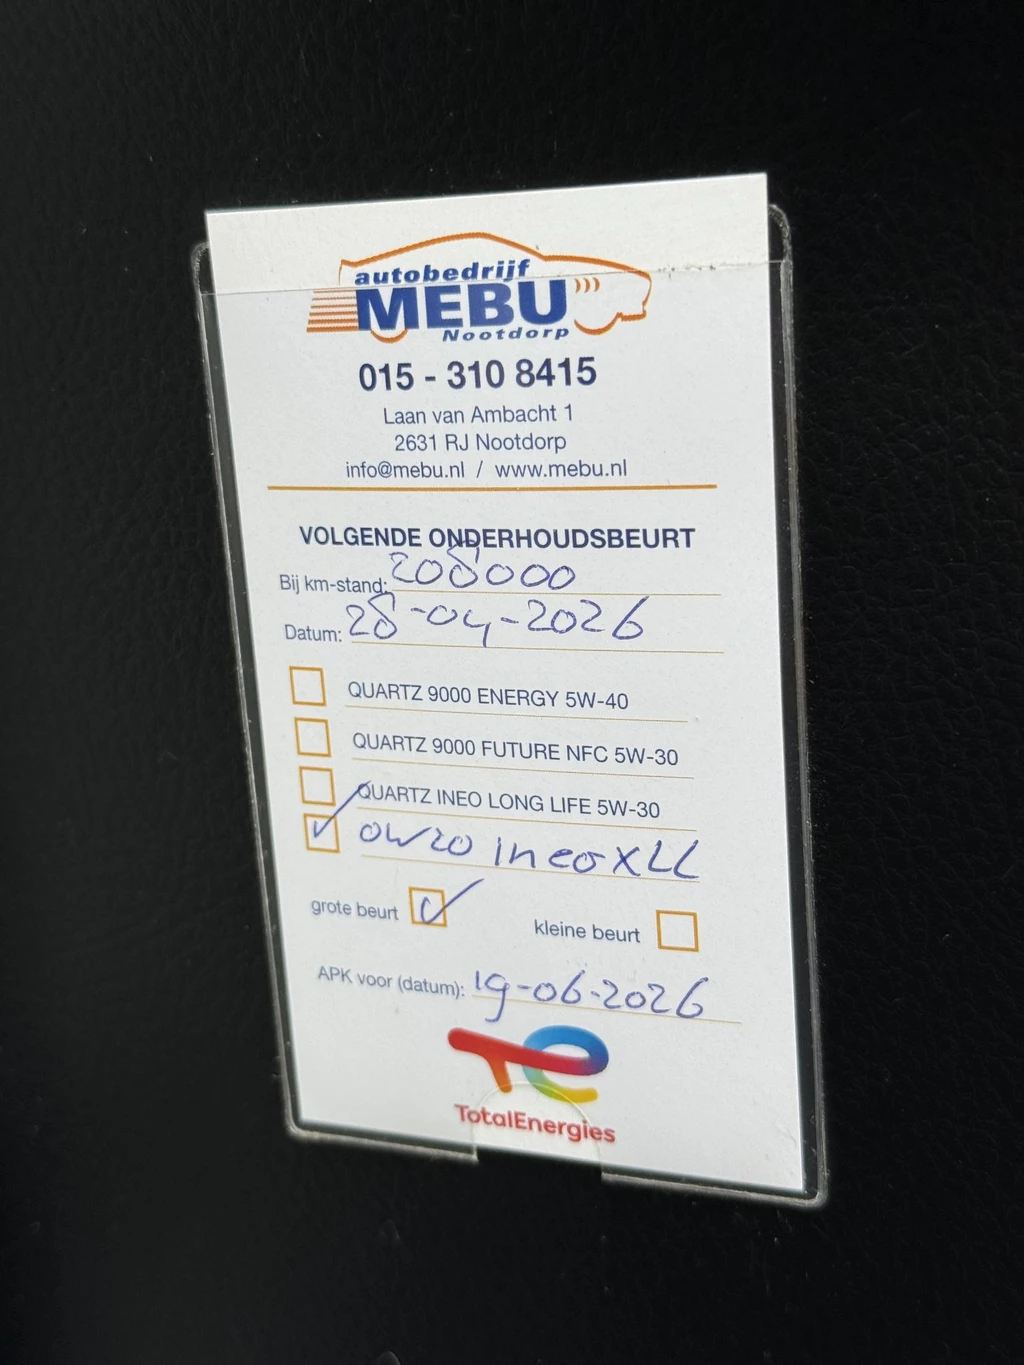 autobedrijf
MEBU
Nootdorp
015 - 310 8415
Laan van Ambacht 1
2631 RJ Nootdorp
info@mebu.nl / www.mebu.nl
VOLGENDE ONDERHOUDSBEURT
Bij km-stand: 208000
Datum: 28-04-2026
QUARTZ 9000 ENERGY 5W-40
QUARTZ 9000 FUTURE NFC 5W-30
QUARTZ INEO LONG LIFE 5W-30
0W20 ineo XLL
grote beurt kleine beurt
APK voor (datum): 19-06-2026
TotalEnergies